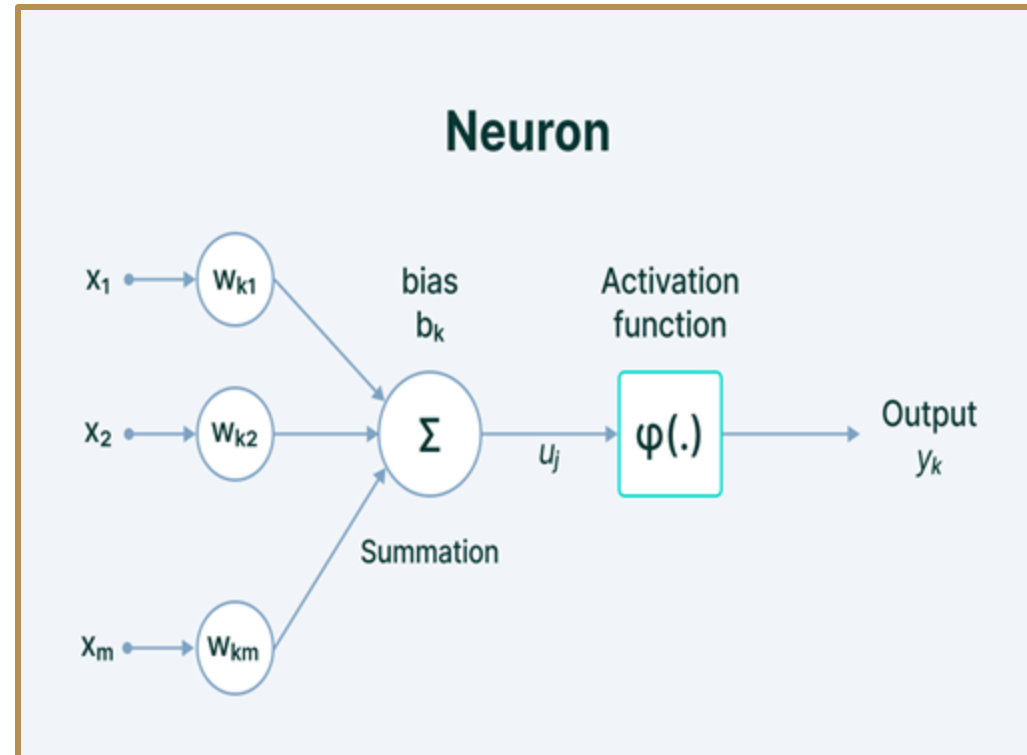 Neuron
x₁
wₖ₁
bias
bₖ
Activation
function
x₂
wₖ₂
Σ
uⱼ
φ(.)
Output
yₖ
Summation
xₘ
wₖₘ